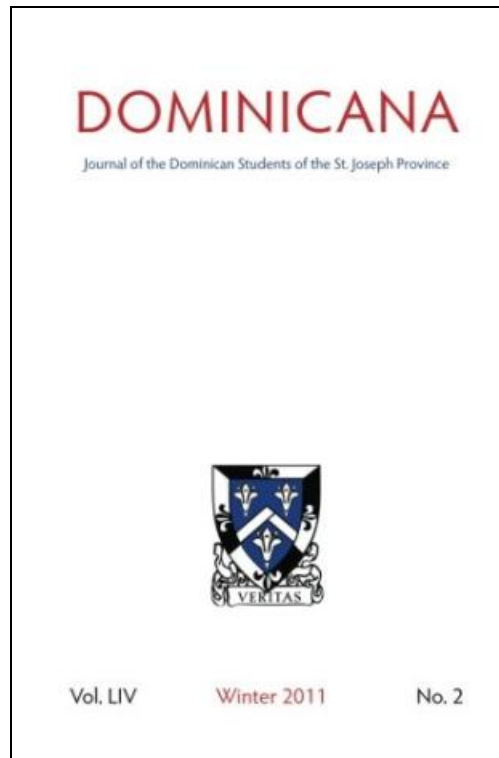 DOMINICANA
Journal of the Dominican Students of the St. Joseph Province
VERITAS
Vol. LIV Winter 2011 No. 2